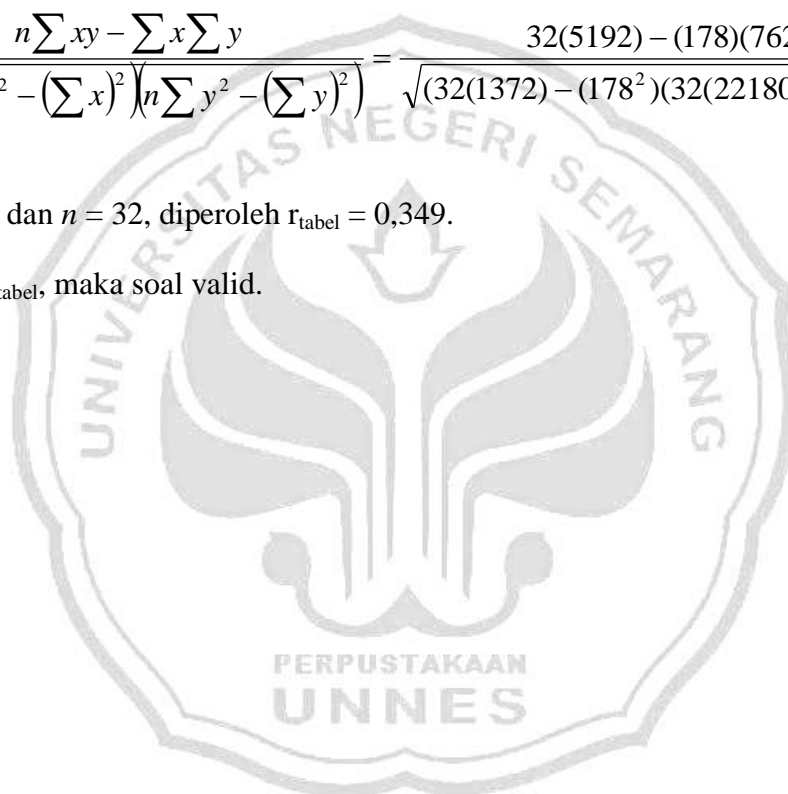 n∑xy − ∑x∑y = 32(5192) − (178)(762
² − (∑x)²)(n∑y² − (∑y)²) √(32(1372) − (178²)(32(22180
dan n = 32, diperoleh r_tabel = 0,349.
tabel, maka soal valid.
UNIVERSITAS NEGERI SEMARANG
PERPUSTAKAAN
UNNES